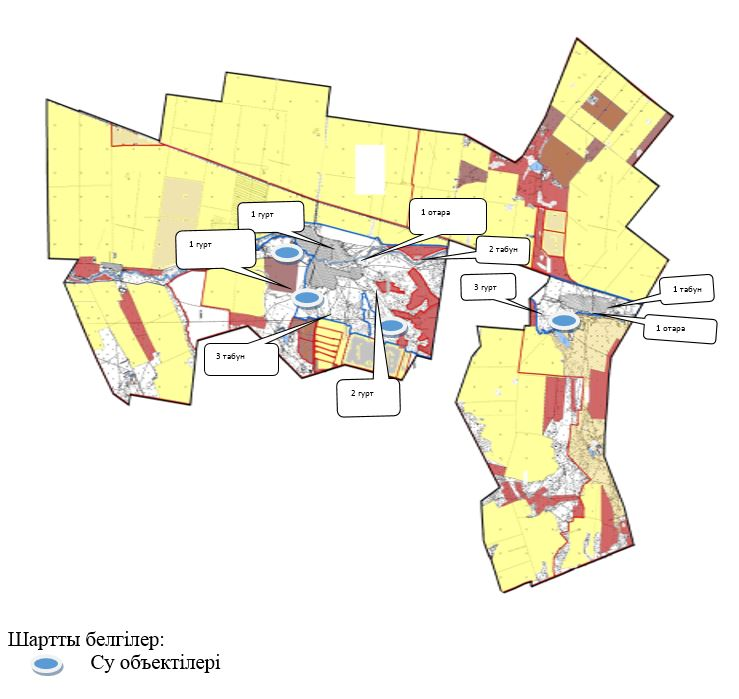 1 гурт
1 отара
1 гурт
2 табун
3 гурт
1 табун
1 отара
3 табун
2 гурт
Шартты белгілер:
Су объектілері